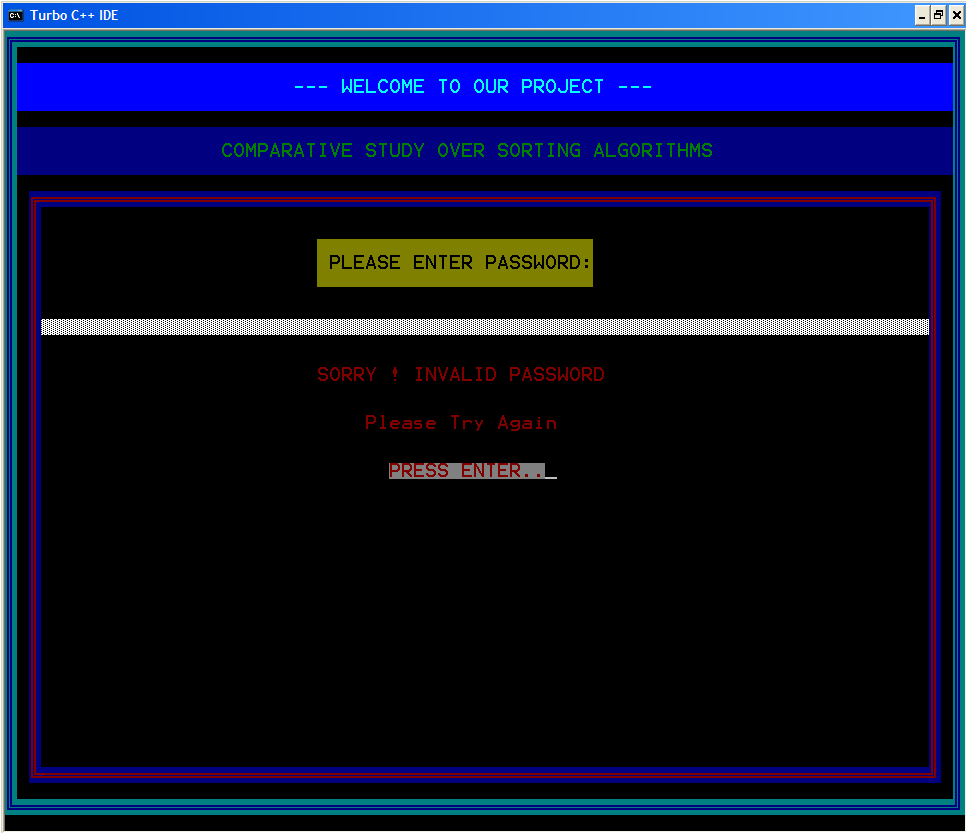 Turbo C++ IDE
--- WELCOME TO OUR PROJECT ---
COMPARATIVE STUDY OVER SORTING ALGORITHMS
PLEASE ENTER PASSWORD:
SORRY ! INVALID PASSWORD
Please Try Again
PRESS ENTER.._